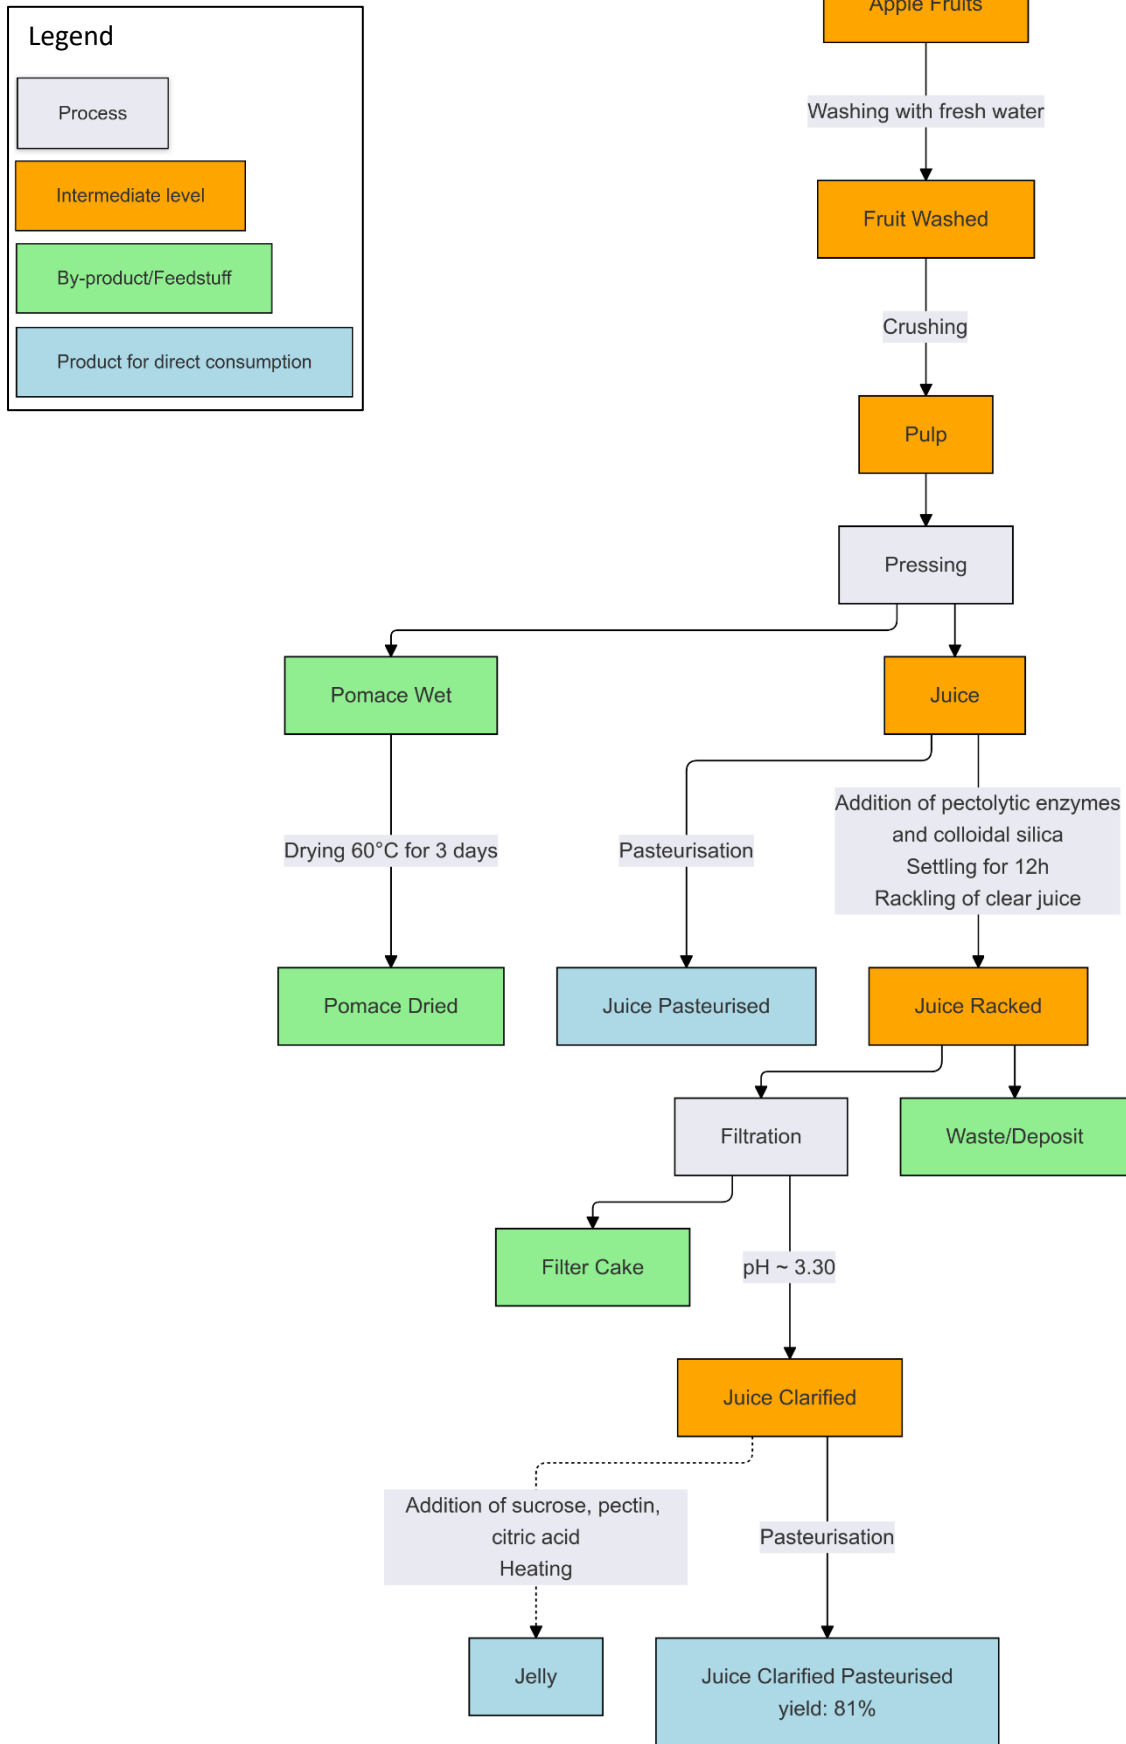 Legend
Process
Intermediate level
By-product/Feedstuff
Product for direct consumption
Apple Fruits
Washing with fresh water
Fruit Washed
Crushing
Pulp
Pressing
Pomace Wet
Juice
Drying 60°C for 3 days
Pasteurisation
Addition of pectolytic enzymes
and colloidal silica
Settling for 12h
Rackling of clear juice
Pomace Dried
Juice Pasteurised
Juice Racked
Filtration
Waste/Deposit
Filter Cake
pH ~ 3.30
Juice Clarified
Addition of sucrose, pectin,
citric acid
Heating
Pasteurisation
Jelly
Juice Clarified Pasteurised
yield: 81%